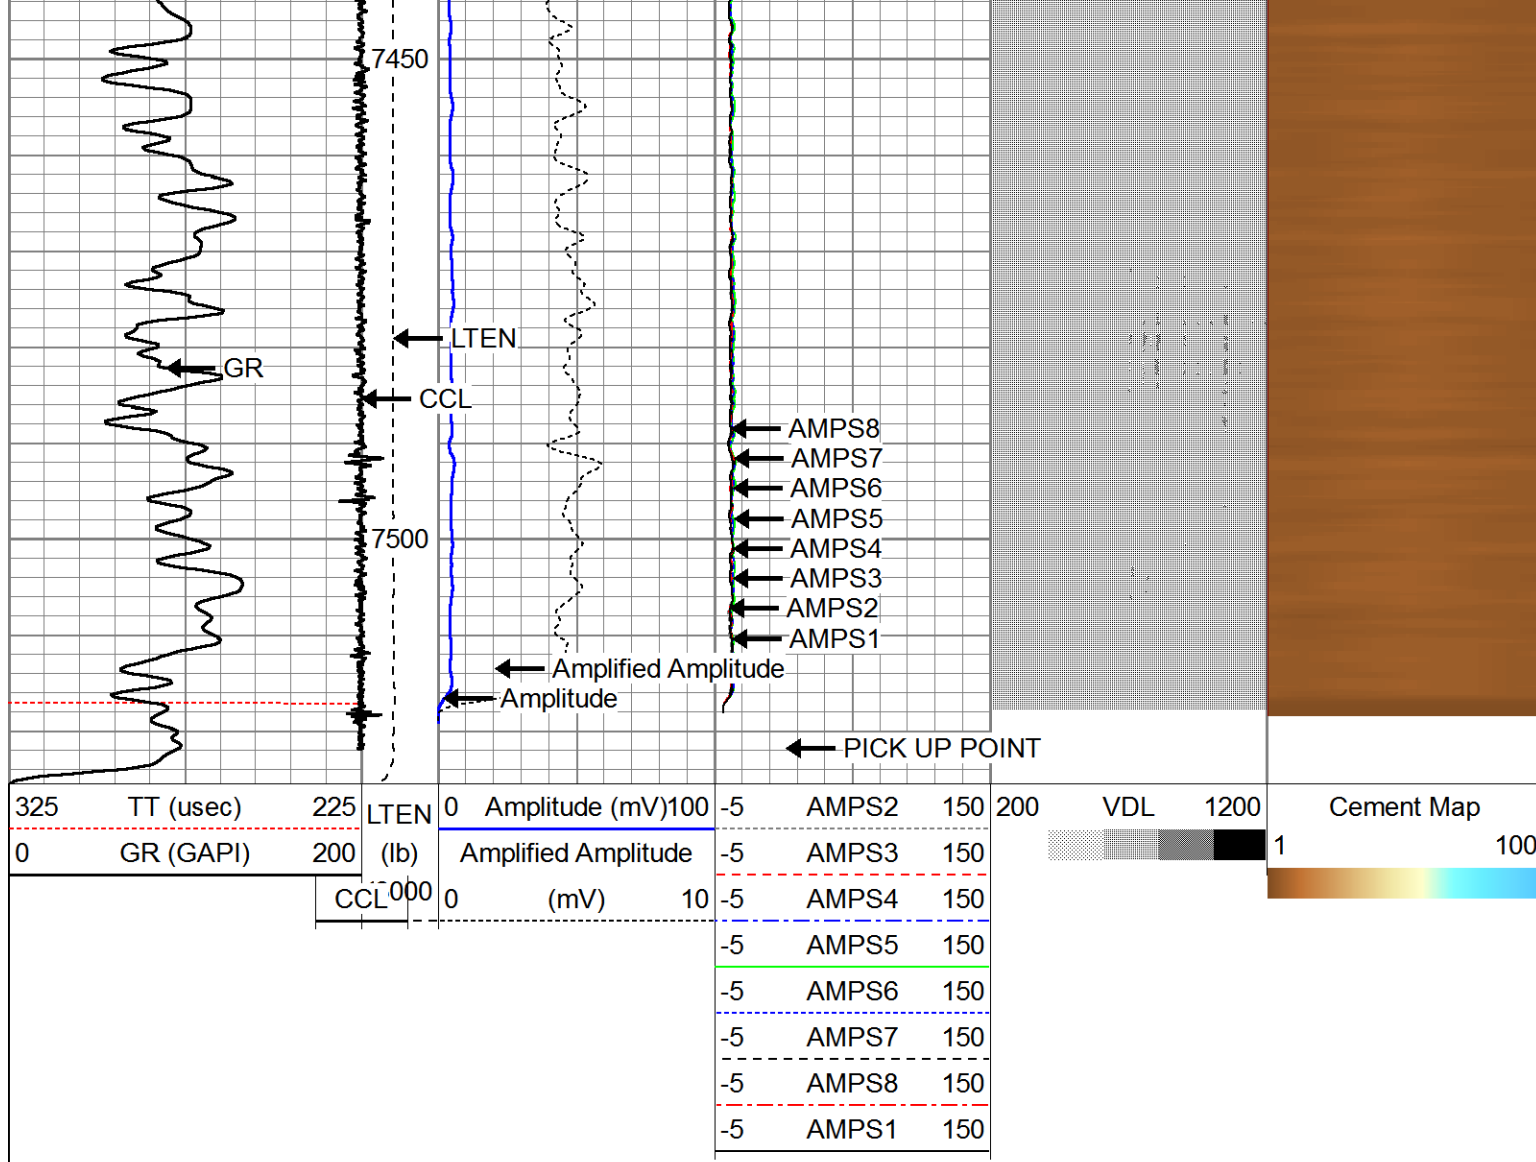 7450
LTEN
GR
CCL
AMPS8
AMPS7
AMPS6
AMPS5
7500
AMPS4
AMPS3
AMPS2
AMPS1
Amplified Amplitude
Amplitude
PICK UP POINT
325 TT (usec) 225
0 GR (GAPI) 200
LTEN
(lb)
CCL
0 Amplitude (mV) 100
Amplified Amplitude
0 (mV) 10
-5 AMPS2 150
-5 AMPS3 150
-5 AMPS4 150
-5 AMPS5 150
-5 AMPS6 150
-5 AMPS7 150
-5 AMPS8 150
-5 AMPS1 150
200 VDL 1200
Cement Map
1 100